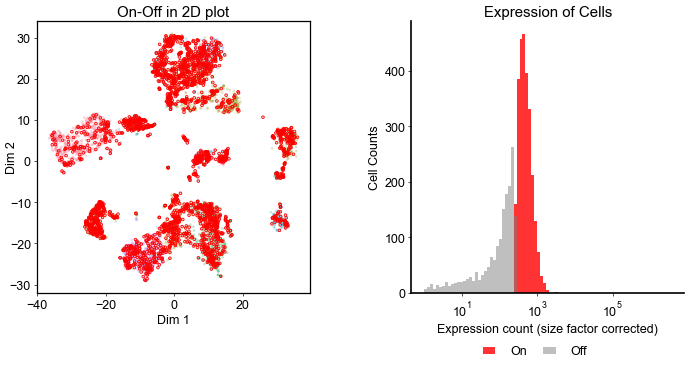 On-Off in 2D plot
Expression of Cells
30
20
10
0
−10
−20
−30
Dim 2
−40
−20
0
20
Dim 1
400
300
200
100
0
Cell Counts
10^1
10^3
10^5
Expression count (size factor corrected)
On
Off